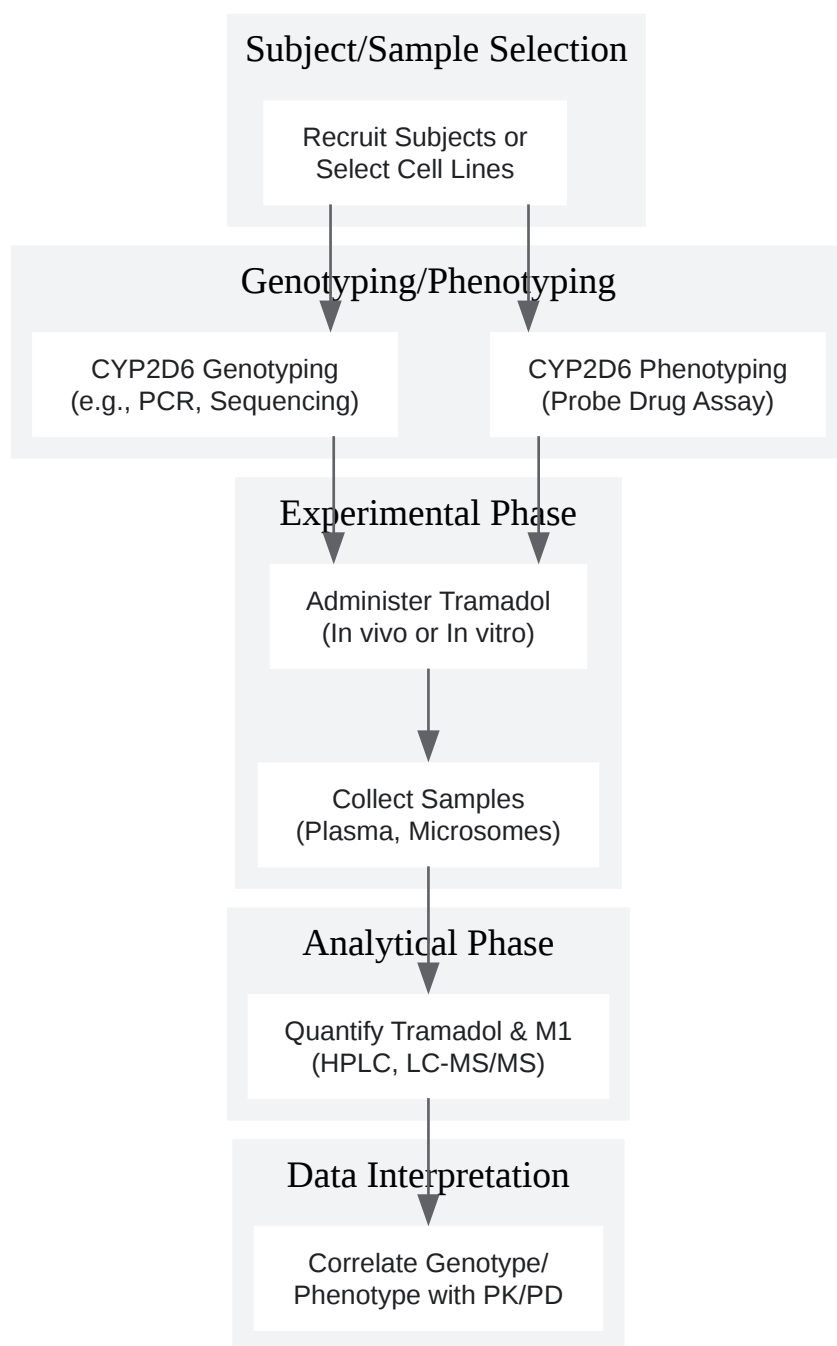 Subject/Sample Selection
Recruit Subjects or
Select Cell Lines
Genotyping/Phenotyping
CYP2D6 Genotyping
(e.g., PCR, Sequencing)
CYP2D6 Phenotyping
(Probe Drug Assay)
Experimental Phase
Administer Tramadol
(In vivo or In vitro)
Collect Samples
(Plasma, Microsomes)
Analytical Phase
Quantify Tramadol & M1
(HPLC, LC-MS/MS)
Data Interpretation
Correlate Genotype/
Phenotype with PK/PD